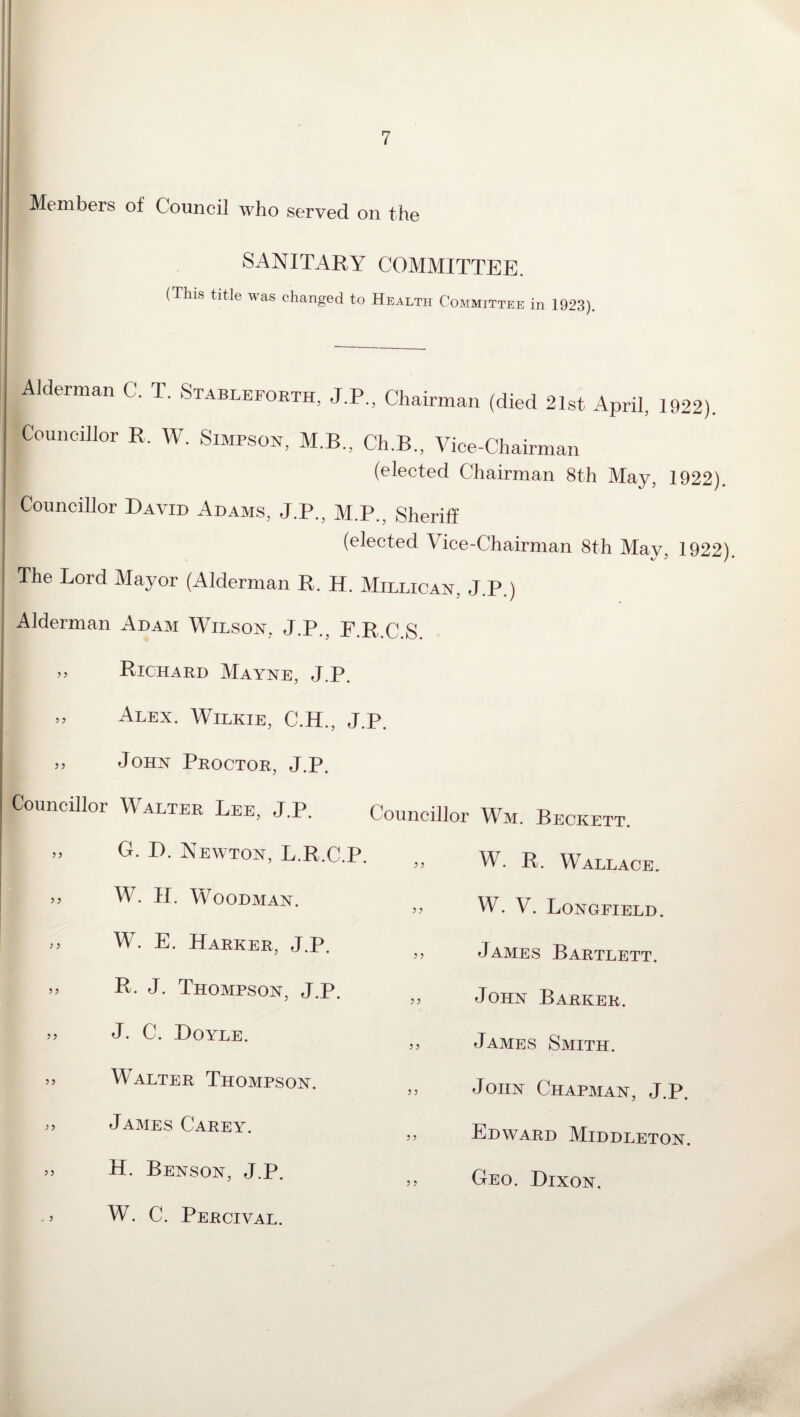 7
Members of Council who served on the
SANITARY COMMITTEE.
(This title was changed to Health Committee in 1923).
Alderman C. T. Stableforth, J.P., Chairman (died 21st April, 1922).
Councillor R. W. Simpson, M.B., Ch.B., Vice-Chairman
(elected Chairman 8th May, 1922).
Councillor David Adams, J.P., M.P., Sheriff
(elected Vice-Chairman 8th May, 1922).
The Lord Mayor (Alderman R. H. Millican, J.P.)
Alderman Adam Wilson, J.P., F.R.C.S.
,, Richard Mayne, J.P.
,, Alex. Wilkie, C.H., J.P.
,, John Proctor, J.P.
Councillor Walter Lee, J.P.
,, G. D. Newton, L.R.C.P.
,, W. H. Woodman.
,, W. E. Harker, J.P.
,, R. J. Thompson, J.P.
,, J. C. Doyle.
,, Walter Thompson.
,, James Carey.
,, H. Benson, J.P.
., W. C. Percival.
Councillor Wm. Beckett.
,, W. R. Wallace.
,, W. V. Longfield.
,, James Bartlett.
,, John Barker.
,, James Smith.
,, John Chapman, J.P.
,, Edward Middleton.
,, Geo. Dixon.